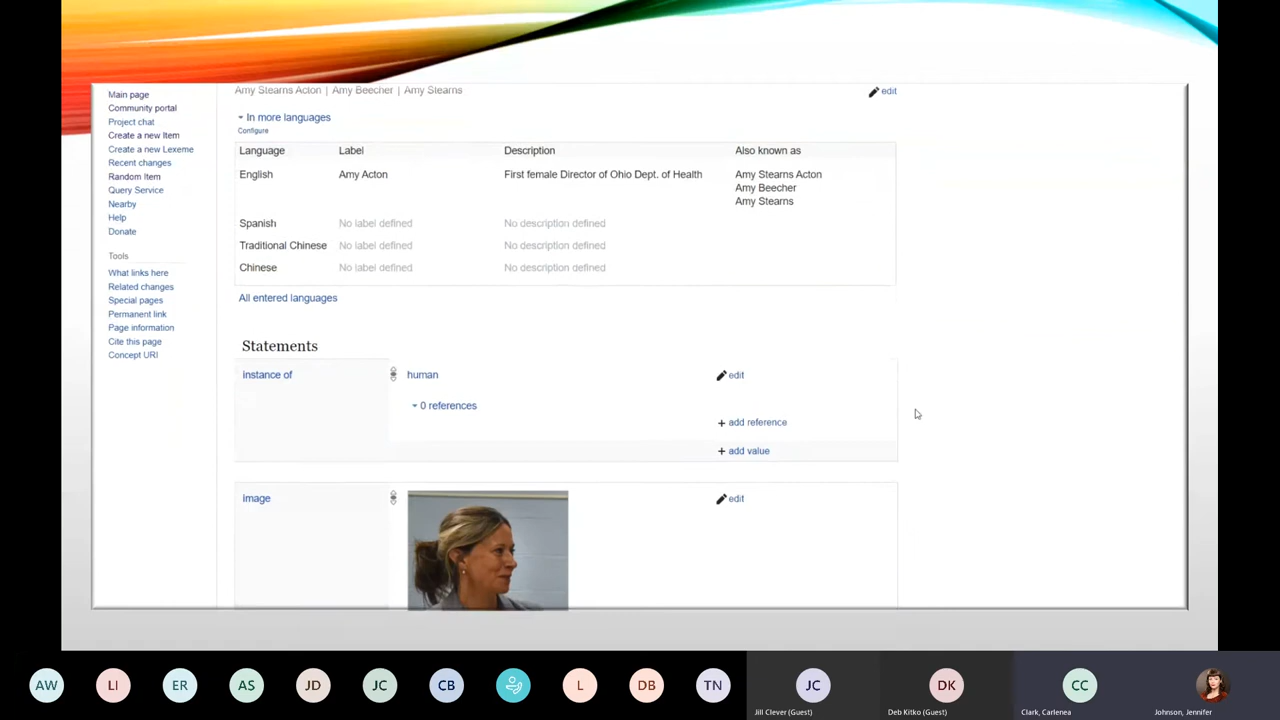 Amy Stearns Acton | Amy Beecher | Amy Stearns
edit
Main page
Community portal
Project chat
Create a new Item
Create a new Lexeme
Recent changes
Random Item
Query Service
Nearby
Help
Donate
Tools
What links here
Related changes
Special pages
Permanent link
Page information
Cite this page
Concept URI
In more languages
Configure
Language Label Description Also known as
English Amy Acton First female Director of Ohio Dept. of Health Amy Stearns Acton
Amy Beecher
Amy Stearns
Spanish No label defined No description defined
Traditional Chinese No label defined No description defined
Chinese No label defined No description defined
All entered languages
Statements
instance of human edit
0 references
+ add reference
+ add value
image edit
AW LI ER AS JD JC CB L DB TN JC DK CC
Jill Clever (Guest) Deb Kitko (Guest) Clark, Carlenea Johnson, Jennifer